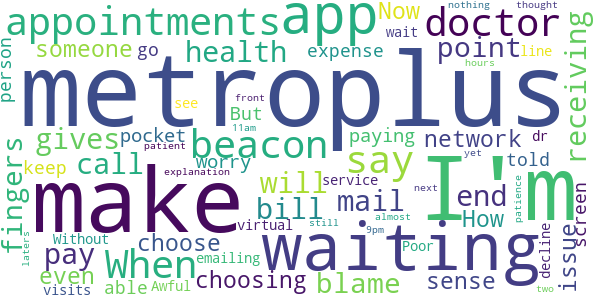 appointments app doctor Now nothing thought
person someone go health expense point wait line
metroplus see hours receiving
front But
11am beacon paying network dr
gives pocket
fingers patient worry say told yet
keep call will
make I'm
explanation bill service mail end How next patience screen
Without choose virtual still almost
laters pay When waiting decline issue
even emailing 9pm Poor
visits able Awful choosing blame sense two